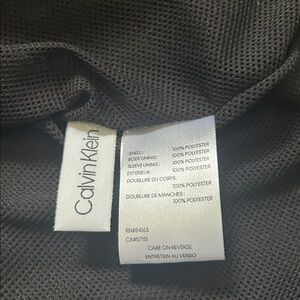 Calvin Klein
SHELL: 100% POLYESTER
BODY LINING: 100% POLYESTER
SLEEVE LINING: 100% POLYESTER
EXTERIEUR: 100% POLYESTER
DOUBLURE DU CORPS:
100% POLYESTER
DOUBLURE DE MANCHES:
100% POLYESTER
RN#54163
CA#57151
CARE ON REVERSE
ENTRETIEN AU VERSO